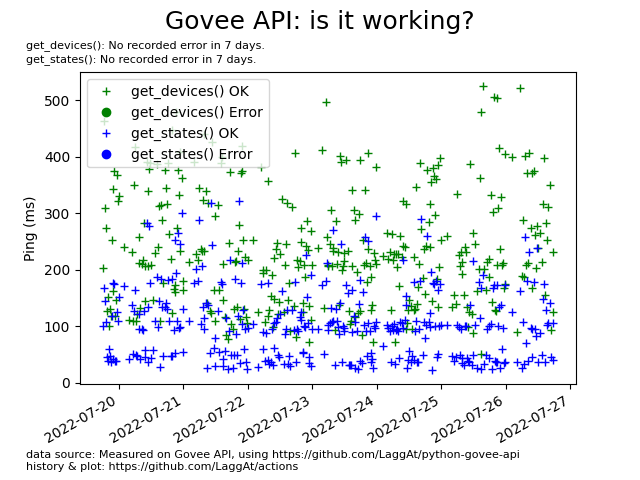 Govee API: is it working?
get_devices(): No recorded error in 7 days.
get_states(): No recorded error in 7 days.
get_devices() OK
get_devices() Error
get_states() OK
get_states() Error
Ping (ms)
500
400
300
200
100
0
2022-07-20
2022-07-21
2022-07-22
2022-07-23
2022-07-24
2022-07-25
2022-07-26
2022-07-27
data source: Measured on Govee API, using https://github.com/LaggAt/python-govee-api
history & plot: https://github.com/LaggAt/actions